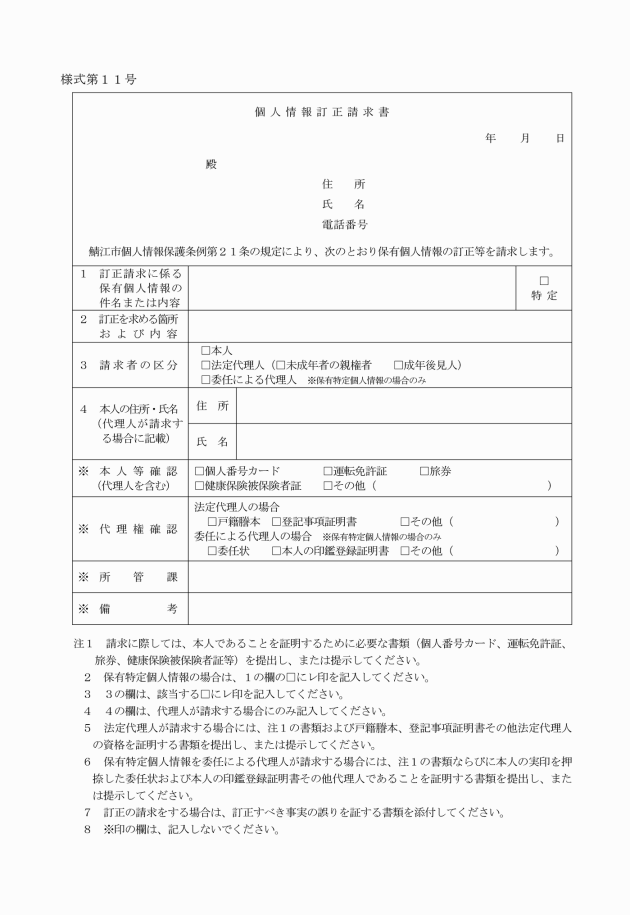 様式第１１号
個人情報訂正請求書
年　　月　　日
殿
住　　所
氏　　名
電話番号
鯖江市個人情報保護条例第２１条の規定により、次のとおり保有個人情報の訂正等を請求します。
１　訂正請求に係る
保有個人情報の
件名または内容
□
特 定
２　訂正を求める箇所
および内容
３　請求者の区分
□本人
□法定代理人（□未成年者の親権者　　□成年後見人）
□委任による代理人　※保有特定個人情報の場合のみ
４　本人の住所・氏名
（代理人が請求す
る場合に記載）
住　所
氏　名
※　本人等確認
（代理人を含む）
□個人番号カード　　　　□運転免許証　　　□旅券
□健康保険被保険者証　　□その他（　　　　　　　　　　　　　　　　）
※　代理権確認
法定代理人の場合
□戸籍謄本　□登記事項証明書　　　　□その他（　　　　　　　　　）
委任による代理人の場合　※保有特定個人情報の場合のみ
□委任状　　□本人の印鑑登録証明書　□その他（　　　　　　　　　）
※　所　管　課
※　備　　　考
注１　請求に際しては、本人であることを証明するために必要な書類（個人番号カード、運転免許証、
旅券、健康保険被保険者証等）を提出し、または提示してください。
２　保有特定個人情報の場合は、１の欄の□にレ印を記入してください。
３　３の欄は、該当する□にレ印を記入してください。
４　４の欄は、代理人が請求する場合にのみ記入してください。
５　法定代理人が請求する場合には、注１の書類および戸籍謄本、登記事項証明書その他法定代理人
の資格を証明する書類を提出し、または提示してください。
６　保有特定個人情報を委任による代理人が請求する場合には、注１の書類ならびに本人の実印を押
捺した委任状および本人の印鑑登録証明書その他代理人であることを証明する書類を提出し、また
は提示してください。
７　訂正の請求をする場合は、訂正すべき事実の誤りを証する書類を添付してください。
８　※印の欄は、記入しないでください。